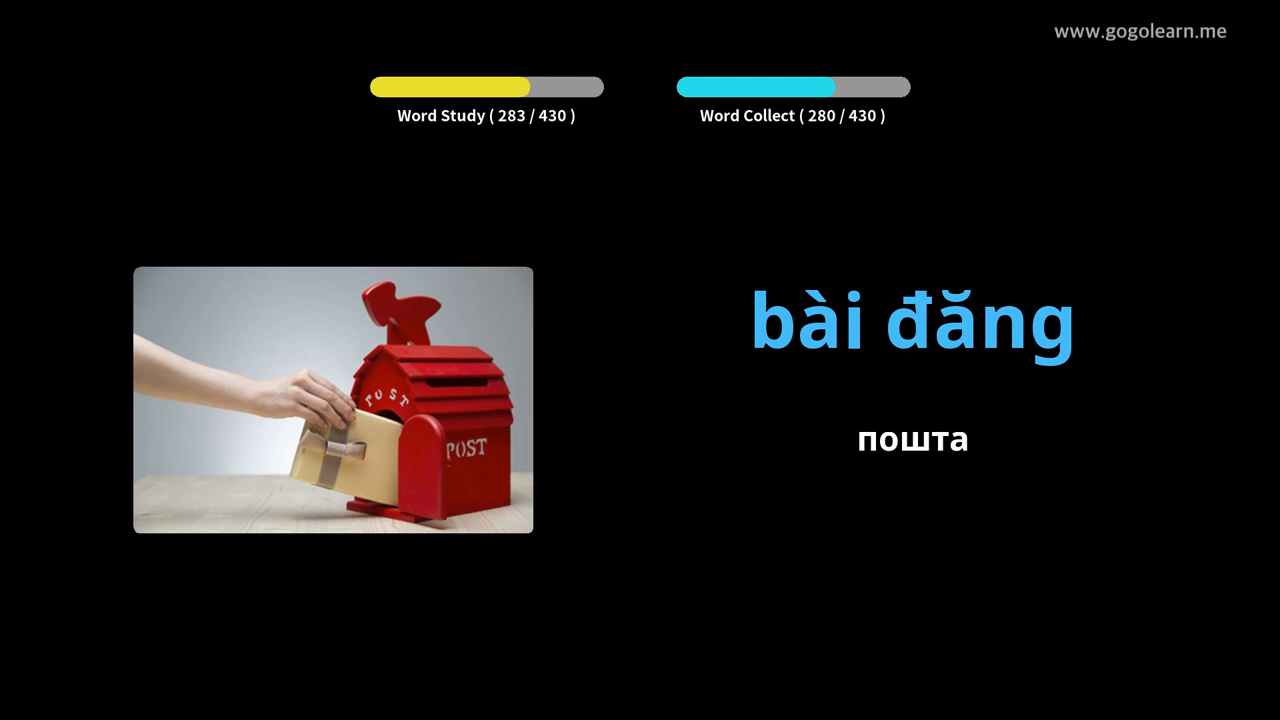 www.gogolearn.me
Word Study ( 283 / 430 )
Word Collect ( 280 / 430 )
bài đăng
пошта
POST
POST